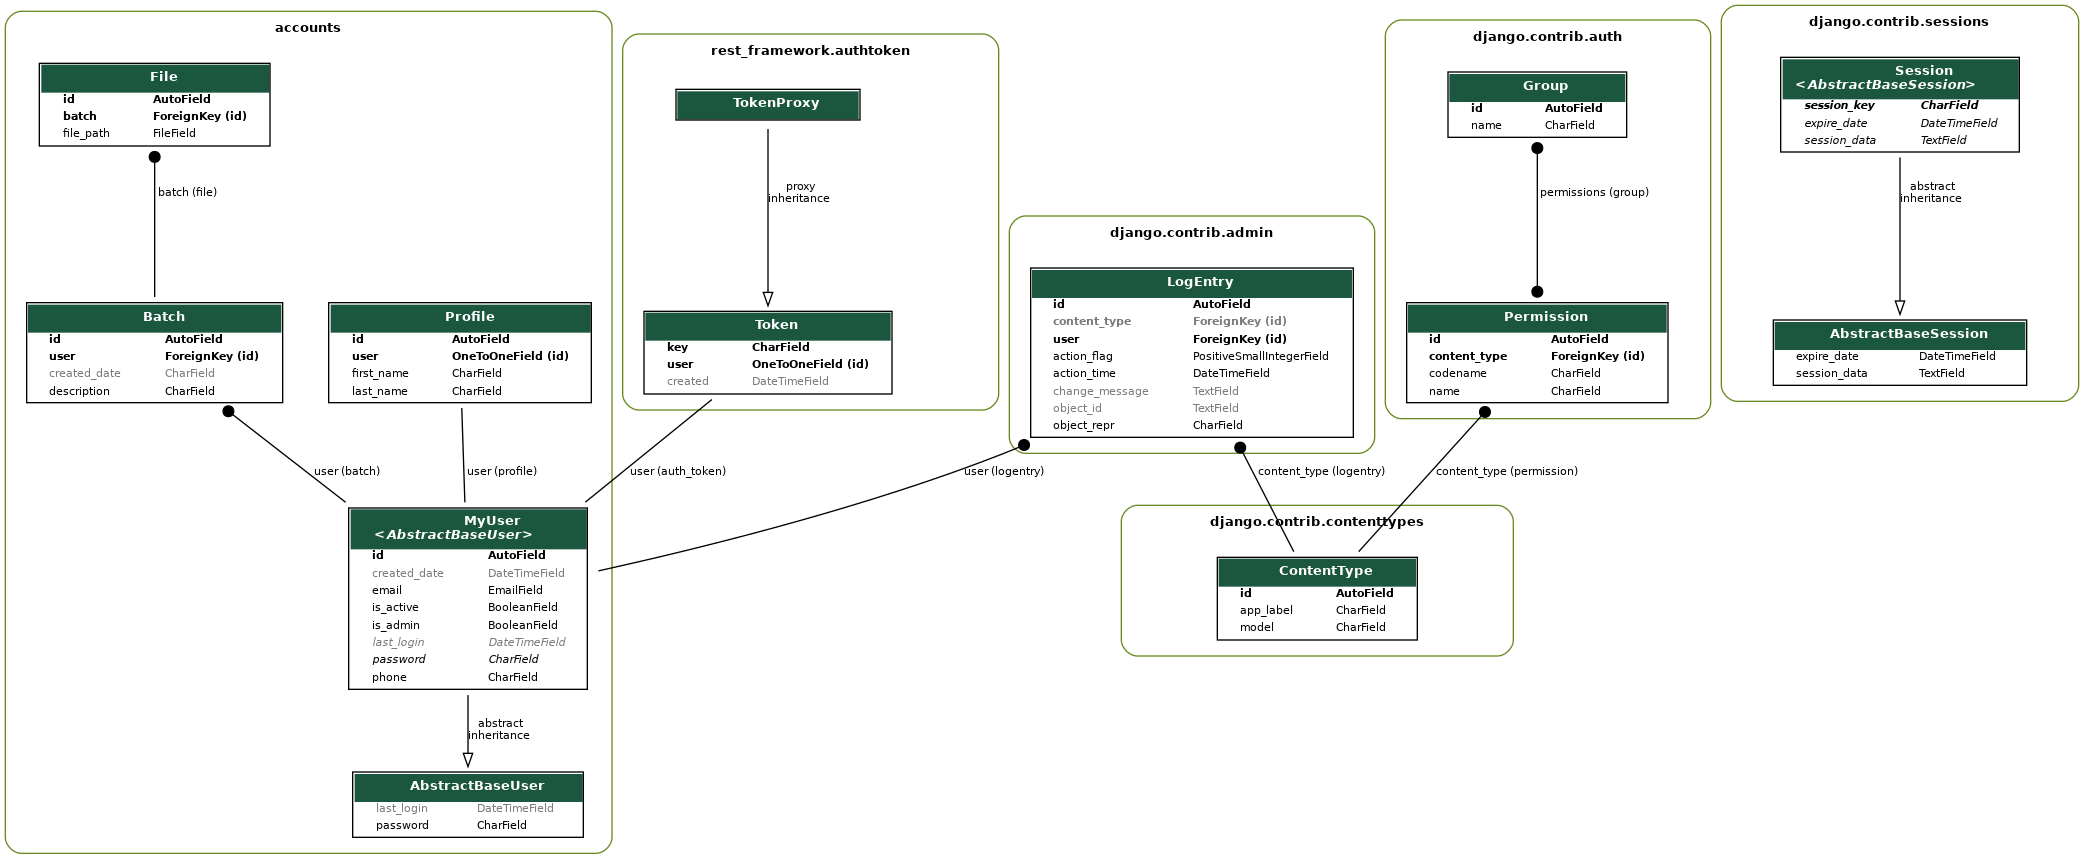 accounts
File
id AutoField
batch ForeignKey (id)
file_path FileField
batch (file)
Batch
id AutoField
user ForeignKey (id)
created_date CharField
description CharField
Profile
id AutoField
user OneToOneField (id)
first_name CharField
last_name CharField
user (batch)
user (profile)
MyUser
<AbstractBaseUser>
id AutoField
created_date DateTimeField
email EmailField
is_active BooleanField
is_admin BooleanField
last_login DateTimeField
password CharField
phone CharField
abstract
inheritance
AbstractBaseUser
last_login DateTimeField
password CharField
rest_framework.authtoken
TokenProxy
proxy
inheritance
Token
key CharField
user OneToOneField (id)
created DateTimeField
user (auth_token)
django.contrib.admin
LogEntry
id AutoField
content_type ForeignKey (id)
user ForeignKey (id)
action_flag PositiveSmallIntegerField
action_time DateTimeField
change_message TextField
object_id TextField
object_repr CharField
user (logentry)
content_type (logentry)
django.contrib.auth
Group
id AutoField
name CharField
permissions (group)
Permission
id AutoField
content_type ForeignKey (id)
codename CharField
name CharField
content_type (permission)
django.contrib.contenttypes
ContentType
id AutoField
app_label CharField
model CharField
django.contrib.sessions
Session
<AbstractBaseSession>
session_key CharField
expire_date DateTimeField
session_data TextField
abstract
inheritance
AbstractBaseSession
expire_date DateTimeField
session_data TextField